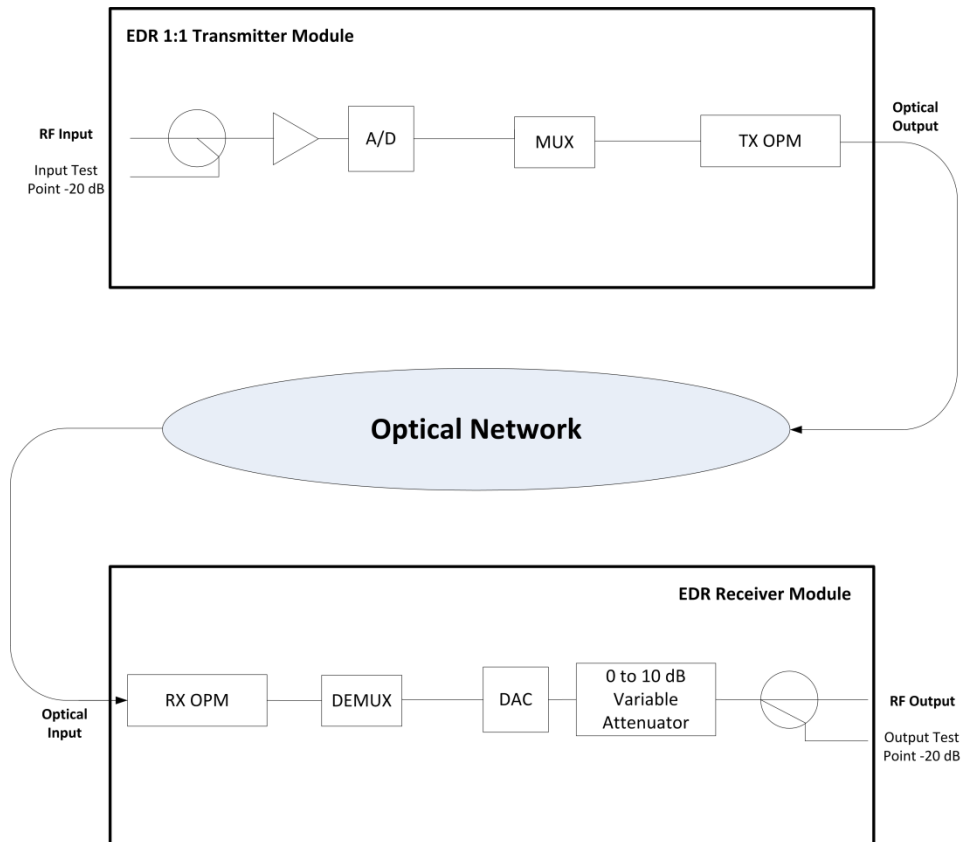 EDR 1:1 Transmitter Module
RF Input
Input Test
Point -20 dB
A/D
MUX
TX OPM
Optical
Output
Optical Network
EDR Receiver Module
Optical
Input
RX OPM
DEMUX
DAC
0 to 10 dB
Variable
Attenuator
RF Output
Output Test
Point -20 dB